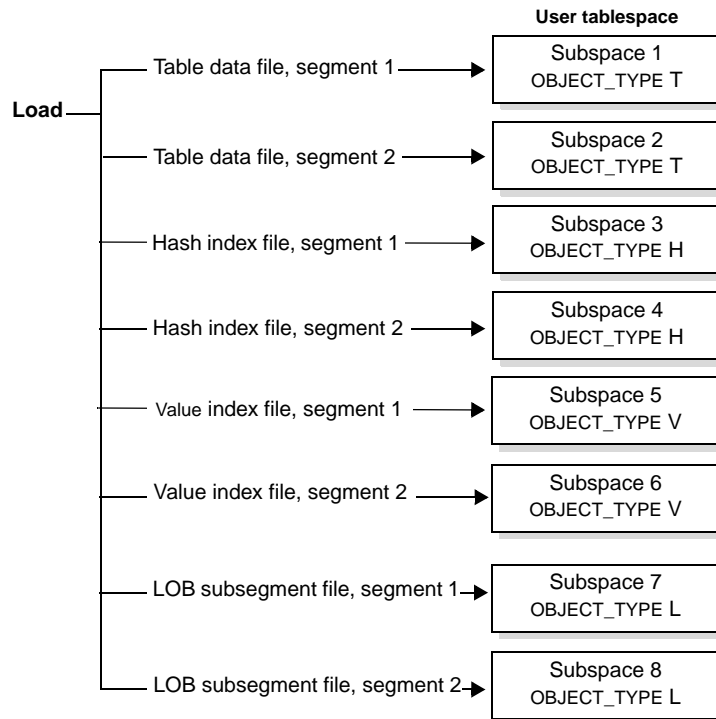 User tablespace
Load
Table data file, segment 1
Subspace 1
OBJECT_TYPE T
Table data file, segment 2
Subspace 2
OBJECT_TYPE T
Hash index file, segment 1
Subspace 3
OBJECT_TYPE H
Hash index file, segment 2
Subspace 4
OBJECT_TYPE H
Value index file, segment 1
Subspace 5
OBJECT_TYPE V
Value index file, segment 2
Subspace 6
OBJECT_TYPE V
LOB subsegment file, segment 1
Subspace 7
OBJECT_TYPE L
LOB subsegment file, segment 2
Subspace 8
OBJECT_TYPE L